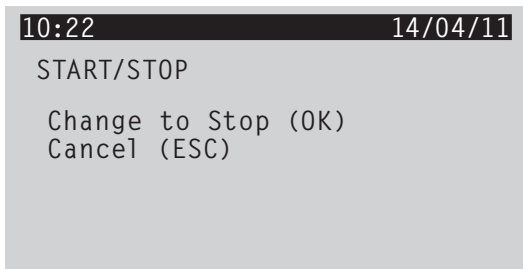 10:22 14/04/11
START/STOP
Change to Stop (OK)
Cancel (ESC)